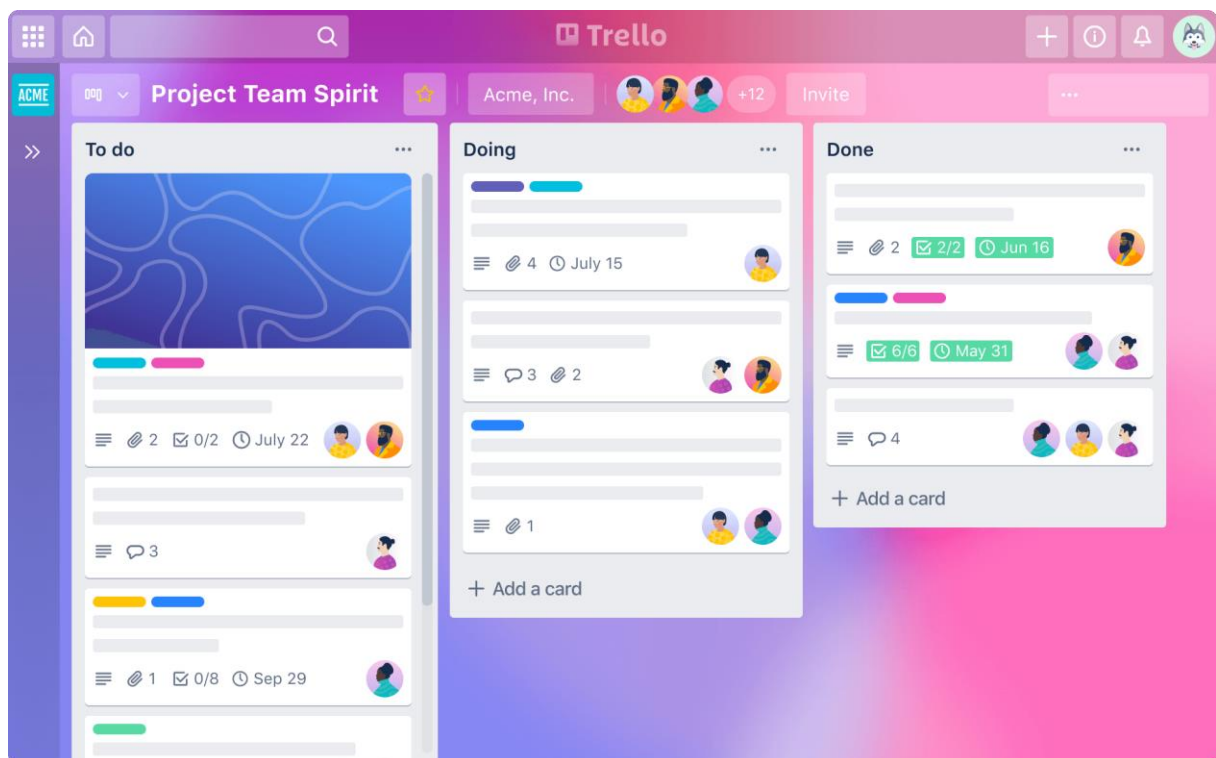 Trello
ACME
Project Team Spirit
Acme, Inc.
+12
Invite
To do
2 0/2 July 22
3
1 0/8 Sep 29
Doing
4 July 15
3 2
1
+ Add a card
Done
2 2/2 Jun 16
6/6 May 31
4
+ Add a card